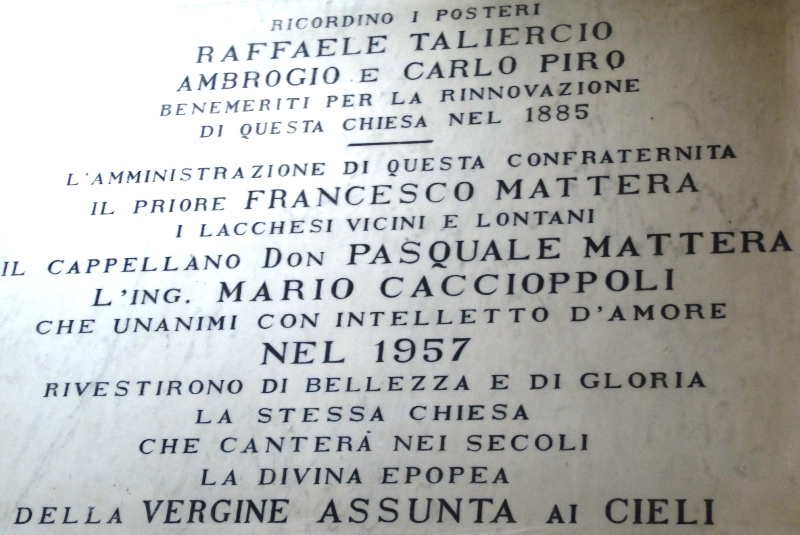 RICORDINO I POSTERI
RAFFAELE TALIERCIO
AMBROGIO E CARLO PIRO
BENEMERITI PER LA RINNOVAZIONE
DI QUESTA CHIESA NEL 1885
L'AMMINISTRAZIONE DI QUESTA CONFRATERNITA
IL PRIORE FRANCESCO MATTERA
I LACCHESI VICINI E LONTANI
IL CAPPELLANO DON PASQUALE MATTERA
L'ING. MARIO CACCIOPPOLI
CHE UNANIMI CON INTELLETTO D'AMORE
NEL 1957
RIVESTIRONO DI BELLEZZA E DI GLORIA
LA STESSA CHIESA
CHE CANTERÀ NEI SECOLI
LA DIVINA EPOPEA
DELLA VERGINE ASSUNTA AI CIELI